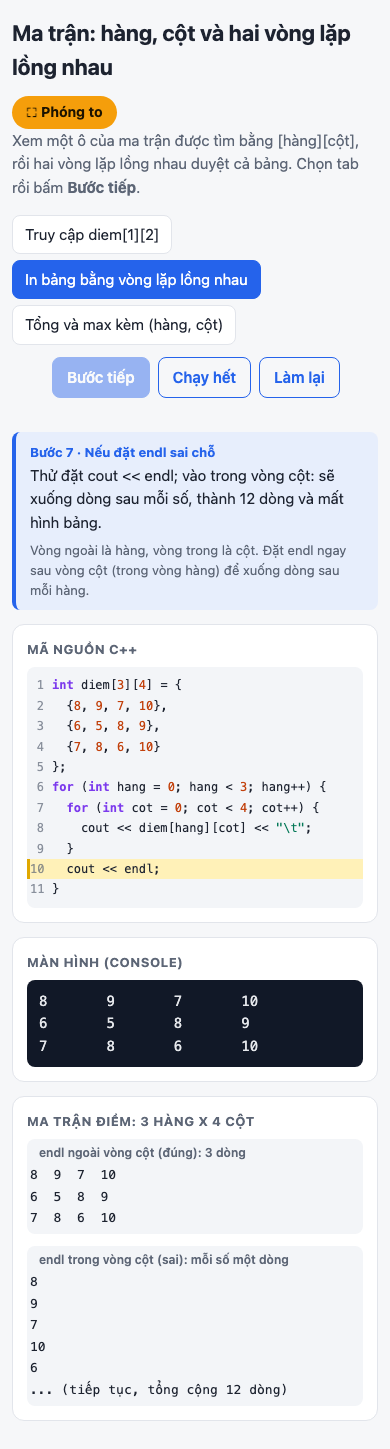 Ma trận: hàng, cột và hai vòng lặp
lồng nhau
⛶ Phóng to
Xem một ô của ma trận được tìm bằng [hàng][cột],
rồi hai vòng lặp lồng nhau duyệt cả bảng. Chọn tab
rồi bấm Bước tiếp.
Truy cập diem[1][2]
In bảng bằng vòng lặp lồng nhau
Tổng và max kèm (hàng, cột)
Bước tiếp Chạy hết Làm lại
Bước 7 · Nếu đặt endl sai chỗ
Thử đặt cout << endl; vào trong vòng cột: sẽ
xuống dòng sau mỗi số, thành 12 dòng và mất
hình bảng.
Vòng ngoài là hàng, vòng trong là cột. Đặt endl ngay
sau vòng cột (trong vòng hàng) để xuống dòng sau
mỗi hàng.
MÃ NGUỒN C++
1 int diem[3][4] = {
2   {8, 9, 7, 10},
3   {6, 5, 8, 9},
4   {7, 8, 6, 10}
5 };
6 for (int hang = 0; hang < 3; hang++) {
7   for (int cot = 0; cot < 4; cot++) {
8     cout << diem[hang][cot] << "\t";
9   }
10   cout << endl;
11 }
MÀN HÌNH (CONSOLE)
8 9 7 10
6 5 8 9
7 8 6 10
MA TRẬN ĐIỂM: 3 HÀNG X 4 CỘT
endl ngoài vòng cột (đúng): 3 dòng
8 9 7 10
6 5 8 9
7 8 6 10
endl trong vòng cột (sai): mỗi số một dòng
8
9
7
10
6
... (tiếp tục, tổng cộng 12 dòng)